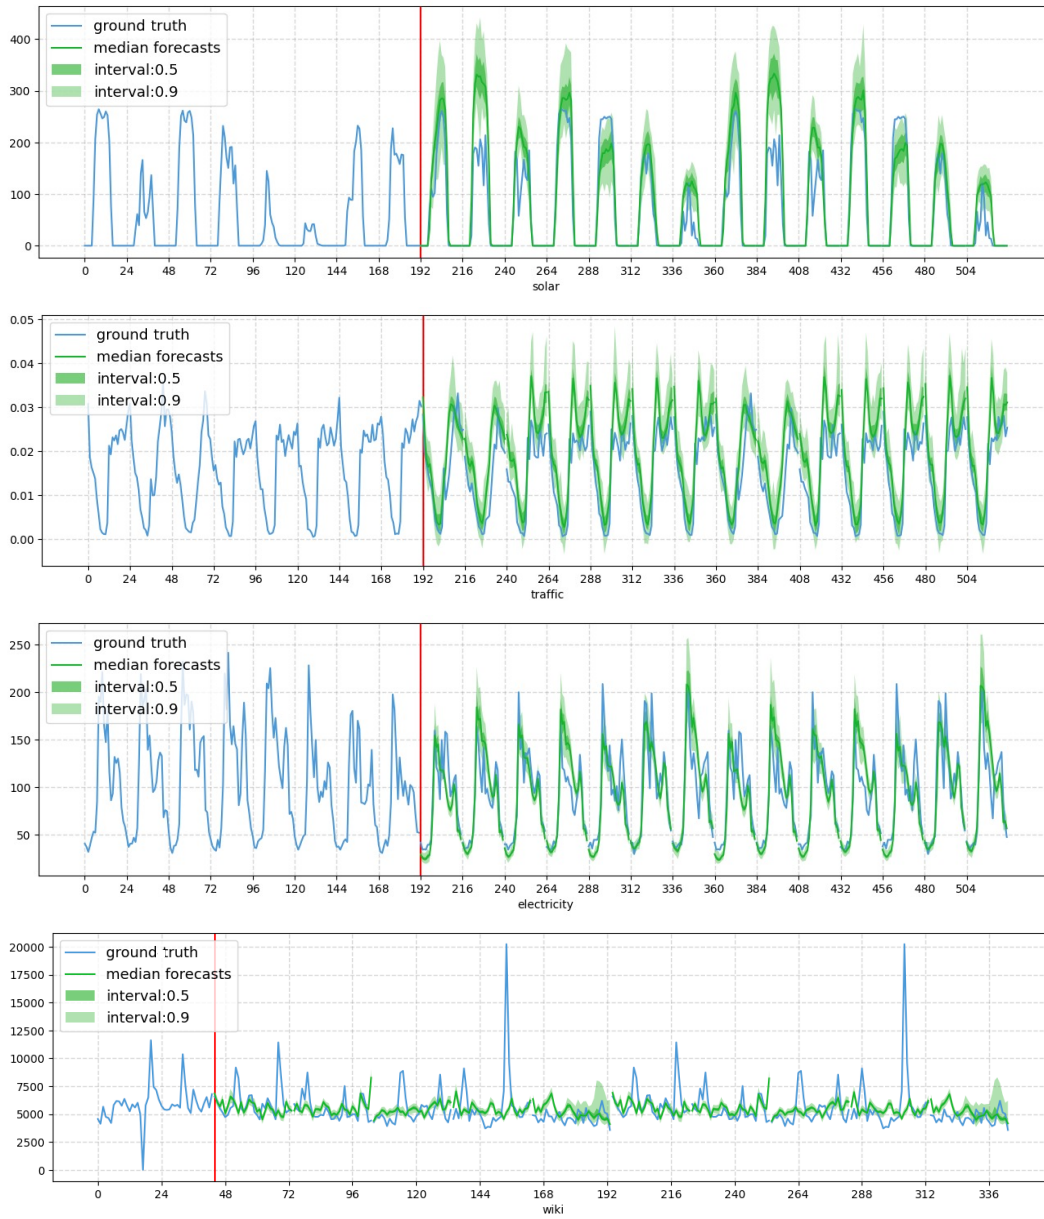 400
300
200
100
0
ground truth
median forecasts
interval:0.5
interval:0.9
0 24 48 72 96 120 144 168 192 216 240 264 288 312 336 360 384 408 432 456 480 504
solar
0.05
0.04
0.03
0.02
0.01
0.00
ground truth
median forecasts
interval:0.5
interval:0.9
0 24 48 72 96 120 144 168 192 216 240 264 288 312 336 360 384 408 432 456 480 504
traffic
250
200
150
100
50
ground truth
median forecasts
interval:0.5
interval:0.9
0 24 48 72 96 120 144 168 192 216 240 264 288 312 336 360 384 408 432 456 480 504
electricity
20000
17500
15000
12500
10000
7500
5000
2500
0
ground truth
median forecasts
interval:0.5
interval:0.9
0 24 48 72 96 120 144 168 192 216 240 264 288 312 336
wiki